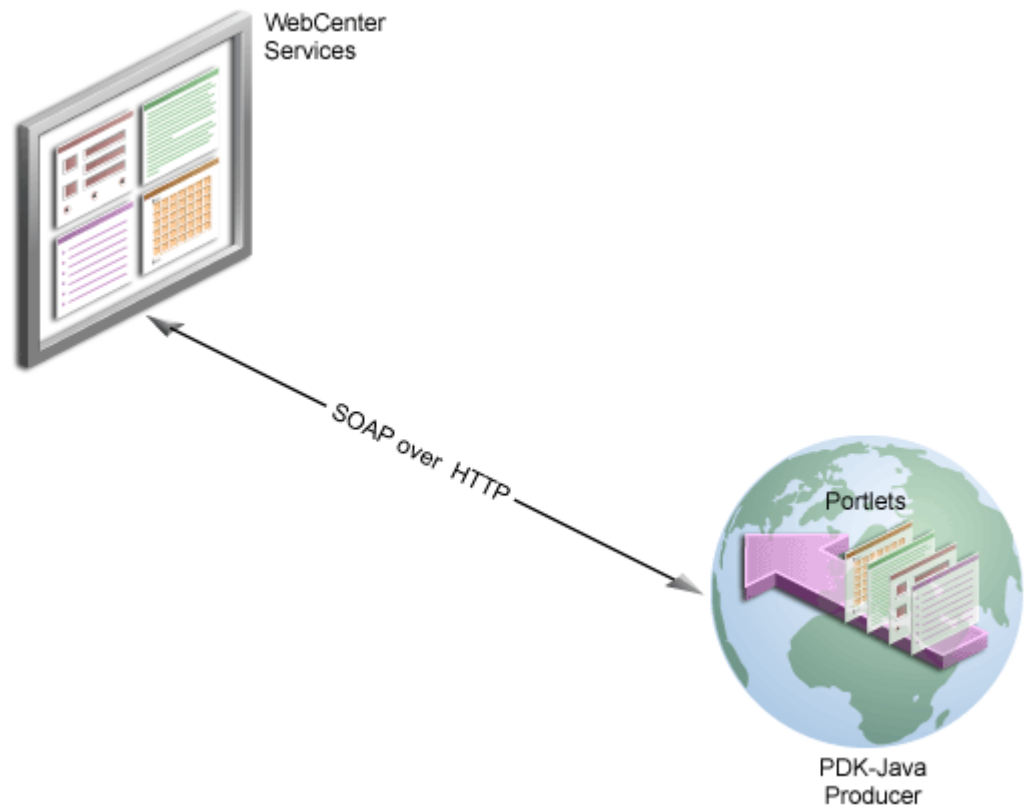 WebCenter
Services
SOAP over HTTP
Portlets
PDK-Java
Producer